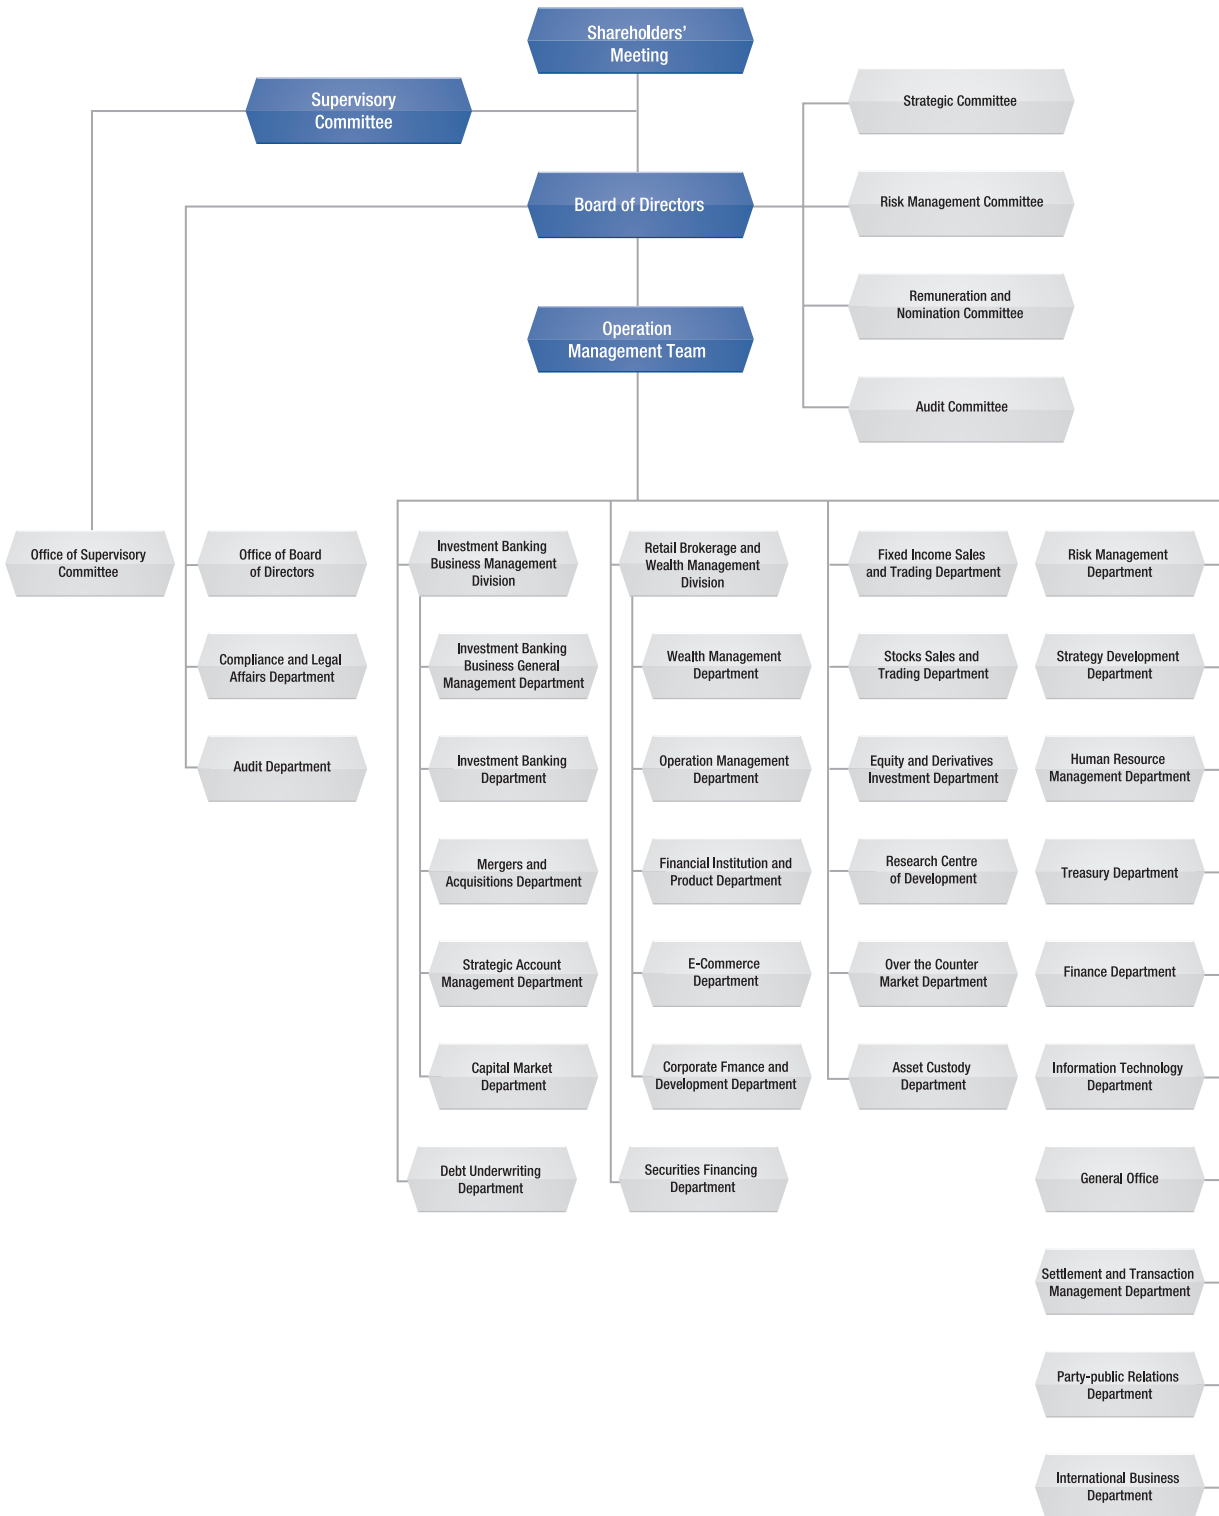 Shareholders’
Meeting
Supervisory
Committee
Strategic Committee
Board of Directors
Risk Management Committee
Remuneration and
Nomination Committee
Operation
Management Team
Audit Committee
Office of Supervisory
Committee
Office of Board
of Directors
Compliance and Legal
Affairs Department
Audit Department
Investment Banking
Business Management
Division
Investment Banking
Business General
Management Department
Investment Banking
Department
Mergers and
Acquisitions Department
Strategic Account
Management Department
Capital Market
Department
Debt Underwriting
Department
Retail Brokerage and
Wealth Management
Division
Wealth Management
Department
Operation Management
Department
Financial Institution and
Product Department
E-Commerce
Department
Corporate Fmance and
Development Department
Securities Financing
Department
Fixed Income Sales
and Trading Department
Stocks Sales and
Trading Department
Equity and Derivatives
Investment Department
Research Centre
of Development
Over the Counter
Market Department
Asset Custody
Department
Risk Management
Department
Strategy Development
Department
Human Resource
Management Department
Treasury Department
Finance Department
Information Technology
Department
General Office
Settlement and Transaction
Management Department
Party-public Relations
Department
International Business
Department